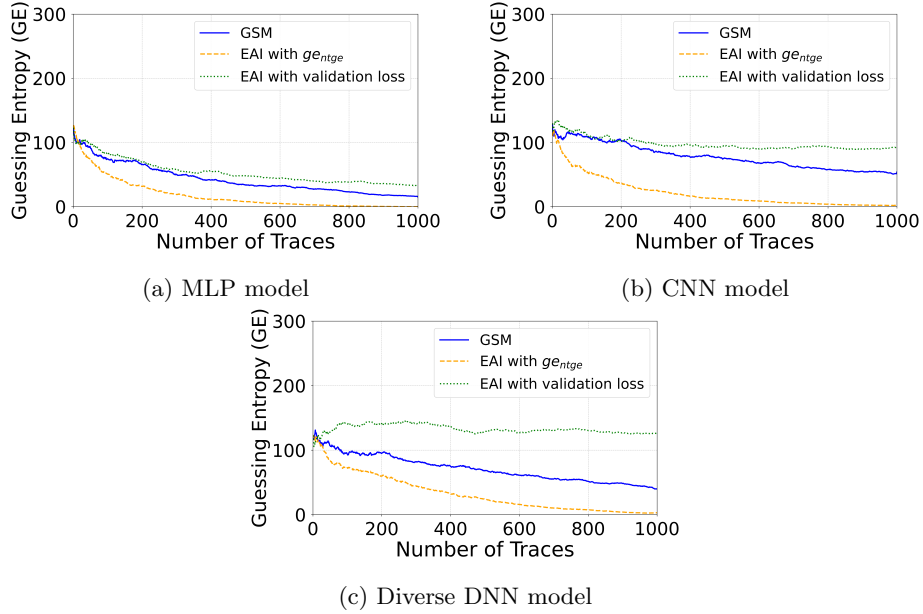 Guessing Entropy (GE)
300
200
100
0
GSM
EAI with ge_ntge
EAI with validation loss
0 200 400 600 800 1000
Number of Traces
(a) MLP model
Guessing Entropy (GE)
300
200
100
0
GSM
EAI with ge_ntge
EAI with validation loss
0 200 400 600 800 1000
Number of Traces
(b) CNN model
Guessing Entropy (GE)
300
200
100
0
GSM
EAI with ge_ntge
EAI with validation loss
0 200 400 600 800 1000
Number of Traces
(c) Diverse DNN model